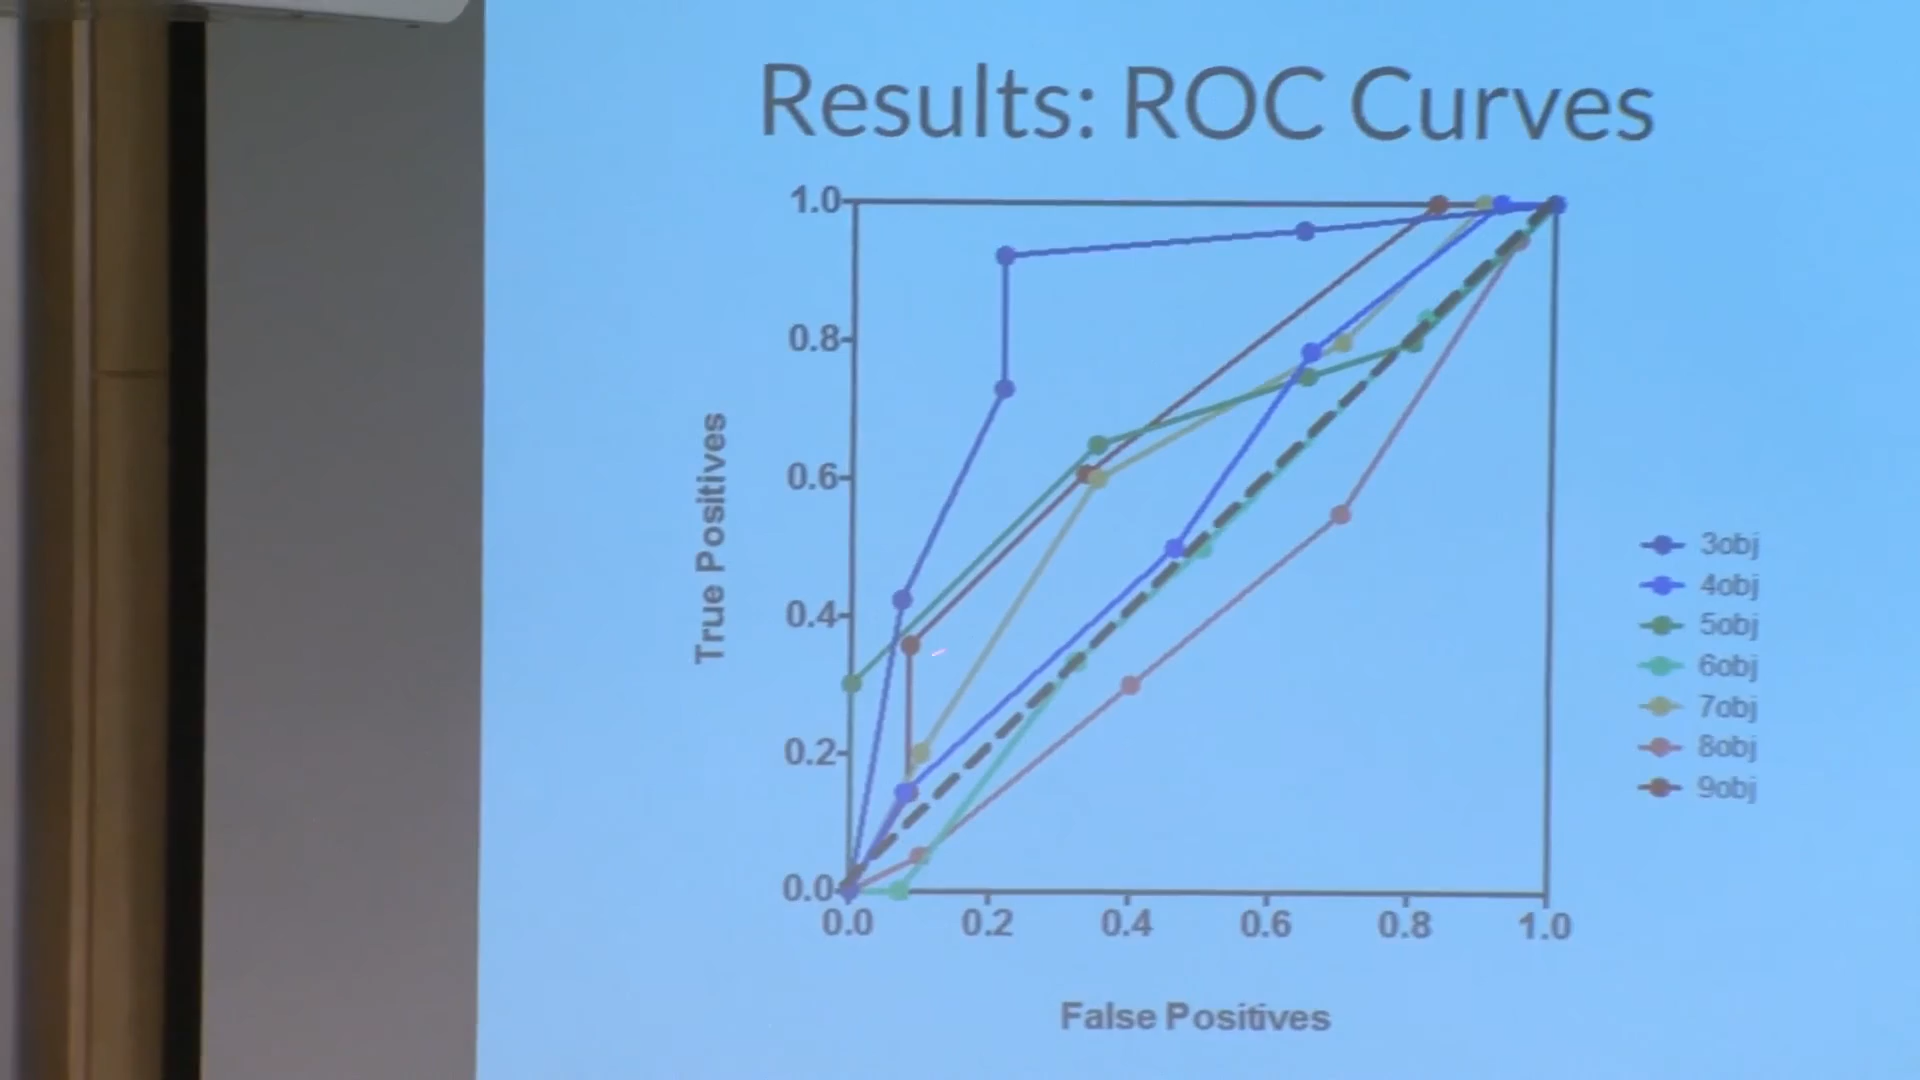 Results: ROC Curves
1.0
0.8
0.6
0.4
0.2
0.0
True Positives
0.0 0.2 0.4 0.6 0.8 1.0
False Positives
3obj
4obj
5obj
6obj
7obj
8obj
9obj